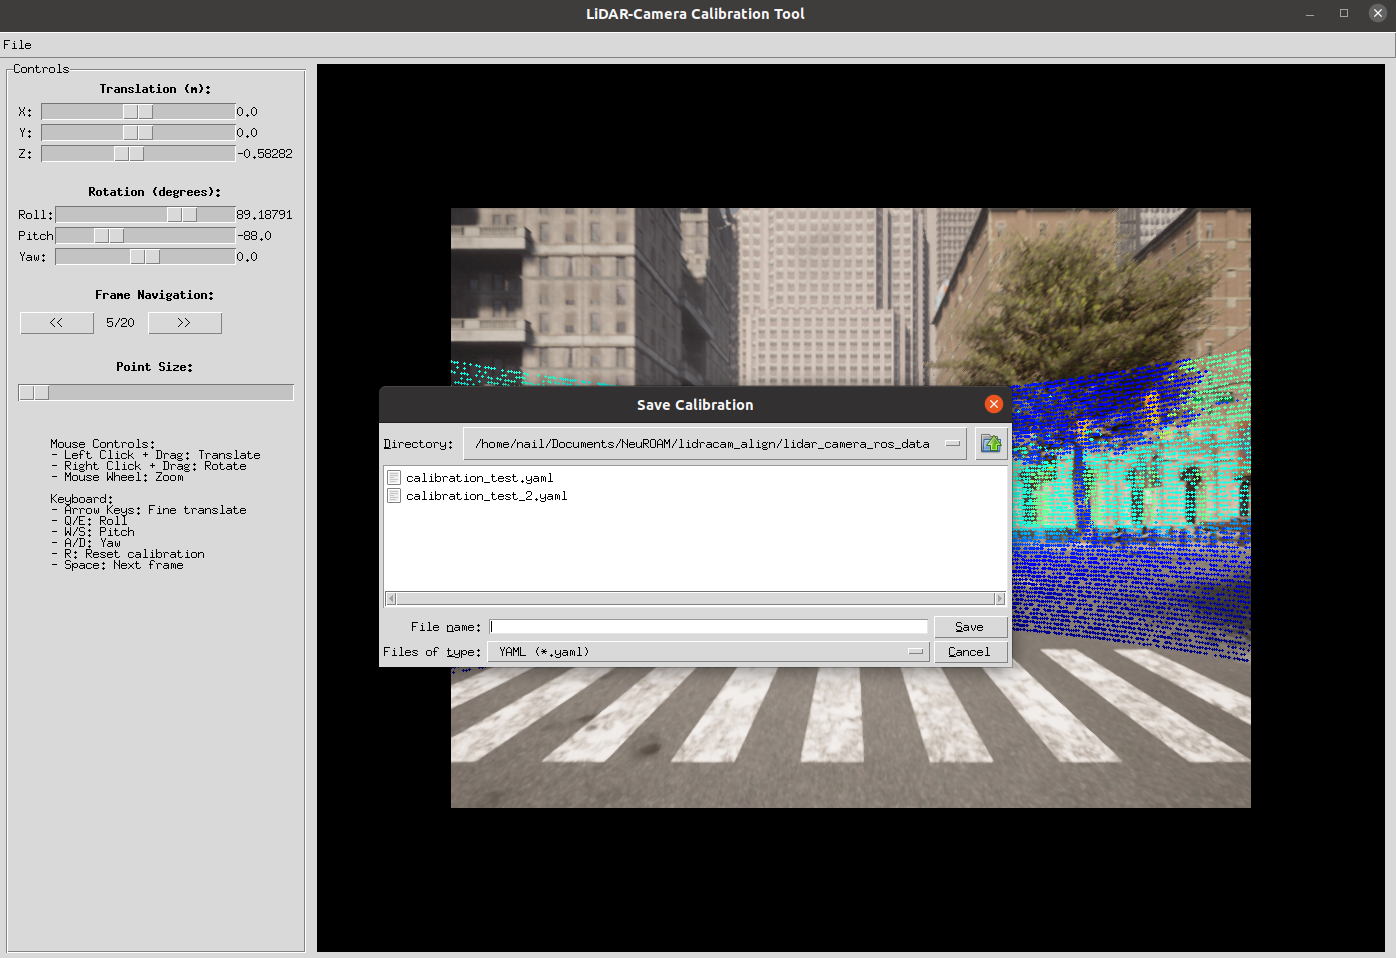 LiDAR-Camera Calibration Tool
File
Controls
Translation (m):
X: 0.0
Y: 0.0
Z: -0.58282
Rotation (degrees):
Roll: 89.18791
Pitch -88.0
Yaw: 0.0
Frame Navigation:
<< 5/20 >>
Point Size:
Mouse Controls:
- Left Click + Drag: Translate
- Right Click + Drag: Rotate
- Mouse Wheel: Zoom
Keyboard:
- Arrow Keys: Fine translate
- Q/E: Roll
- W/S: Pitch
- A/D: Yaw
- R: Reset calibration
- Space: Next frame
Save Calibration
Directory: /home/nail/Documents/NeuROAM/lidracam_align/lidar_camera_ros_data
calibration_test.yaml
calibration_test_2.yaml
File name: Save
Files of type: YAML (*.yaml) Cancel